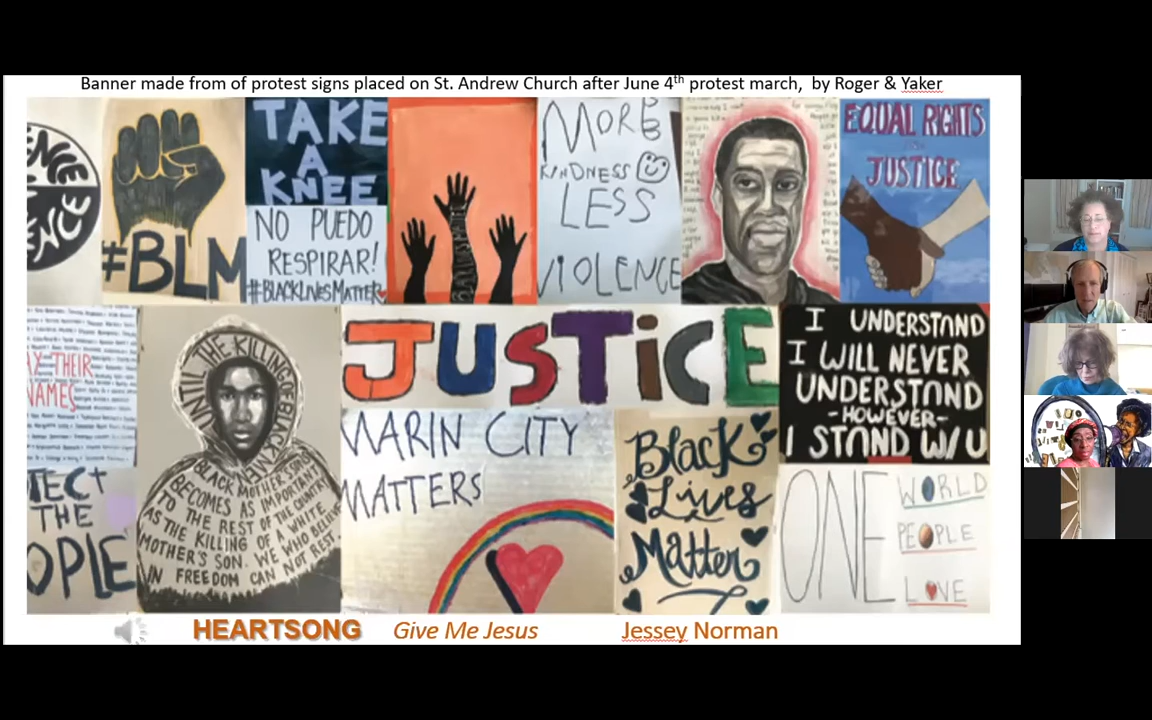 Banner made from of protest signs placed on St. Andrew Church after June 4th protest march, by Roger & Yaker
#BLM
TAKE
A
KNEE
NO PUEDO
RESPIRAR!
#BLACKLIVESMATTER
MORE
KINDNESS
LESS
VIOLENCE
EQUAL RIGHTS
JUSTICE
THEIR
NAMES
TECT
THE
OPLE
UNTIL THE KILLING OF BLACK MEN
BLACK MOTHER'S SONS
BECOMES AS IMPORTANT
TO THE REST OF THE COUNTRY
AS THE KILLING OF A WHITE
MOTHER'S SON. WE WHO BELIEVE
IN FREEDOM CAN NOT REST.
JUSTICE
MARIN CITY
MATTERS
Black
Lives
Matter
I UNDERSTAND
I WILL NEVER
UNDERSTAND
-HOWEVER-
I STAND W/U
ONE
WORLD
PEOPLE
LOVE
HEARTSONG Give Me Jesus Jessey Norman